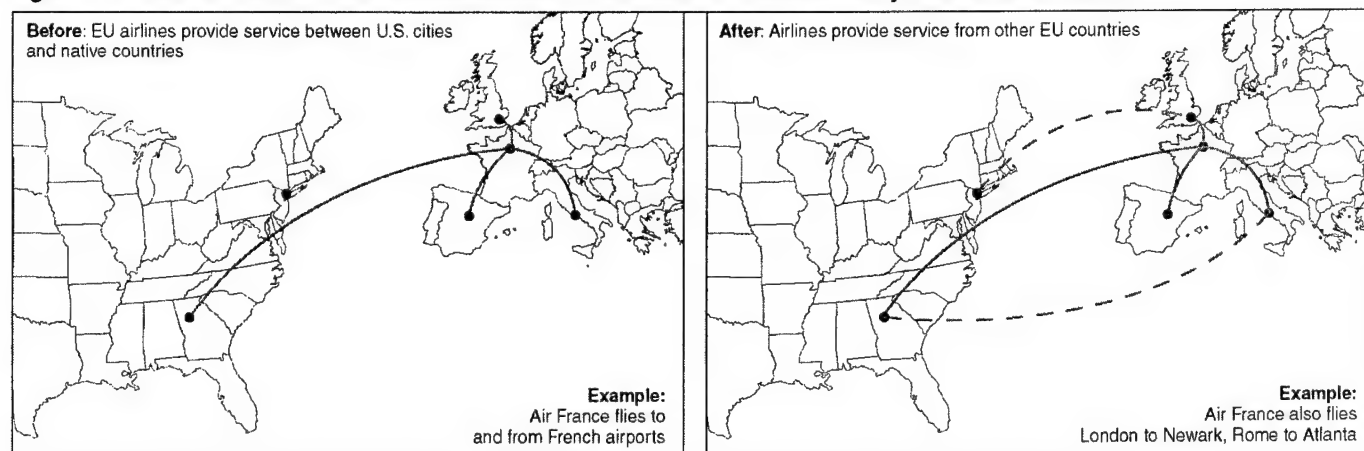 Before: EU airlines provide service between U.S. cities
and native countries
Example:
Air France flies to
and from French airports
After: Airlines provide service from other EU countries
Example:
Air France also flies
London to Newark, Rome to Atlanta